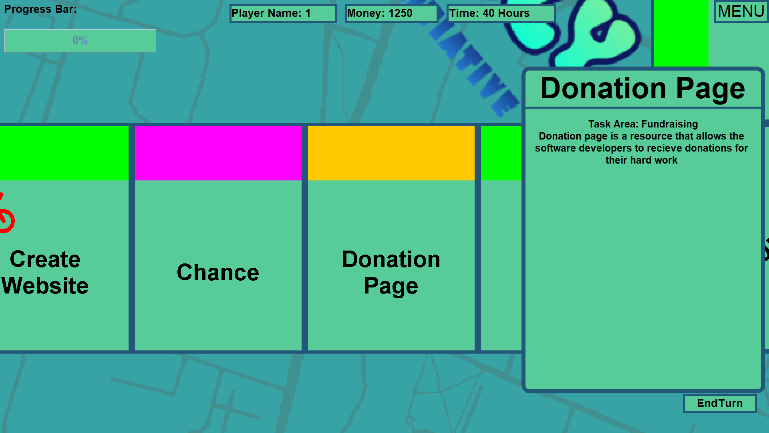 Progress Bar:
0%
Player Name: 1
Money: 1250
Time: 40 Hours
MENU
Create
Website
Chance
Donation
Page
Donation Page
Task Area: Fundraising
Donation page is a resource that allows the
software developers to recieve donations for
their hard work
EndTurn